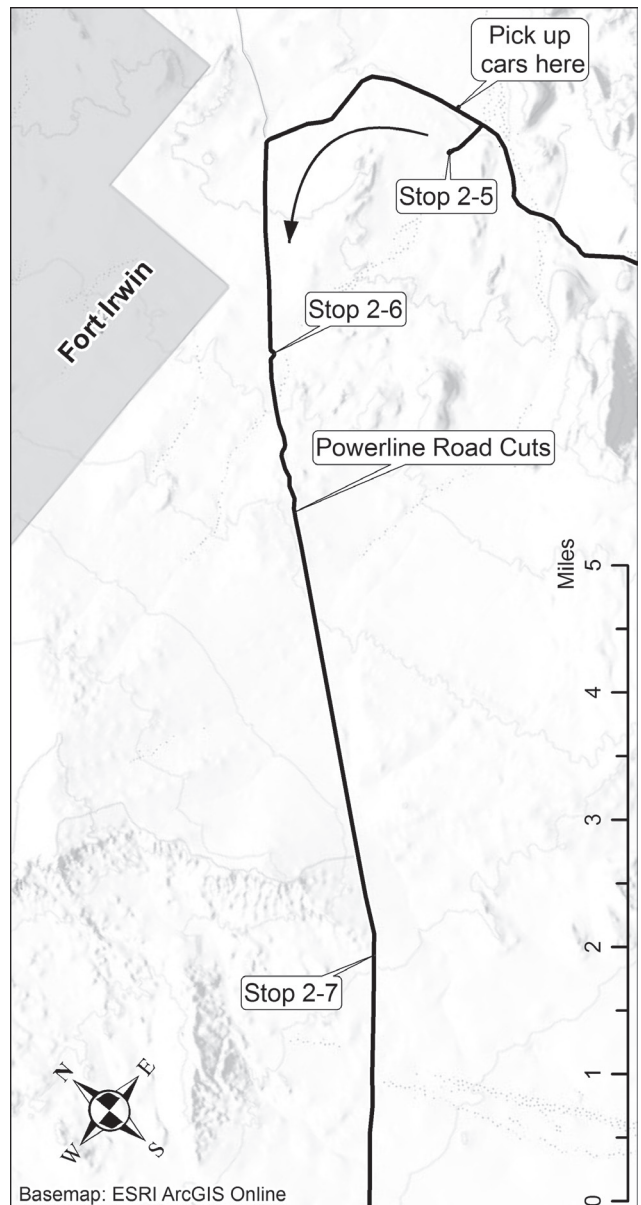 Pick up
cars here
Stop 2-5
Fort Irwin
Stop 2-6
Powerline Road Cuts
Miles
5
4
3
2
1
0
Stop 2-7
N
E
W
S
Basemap: ESRI ArcGIS Online